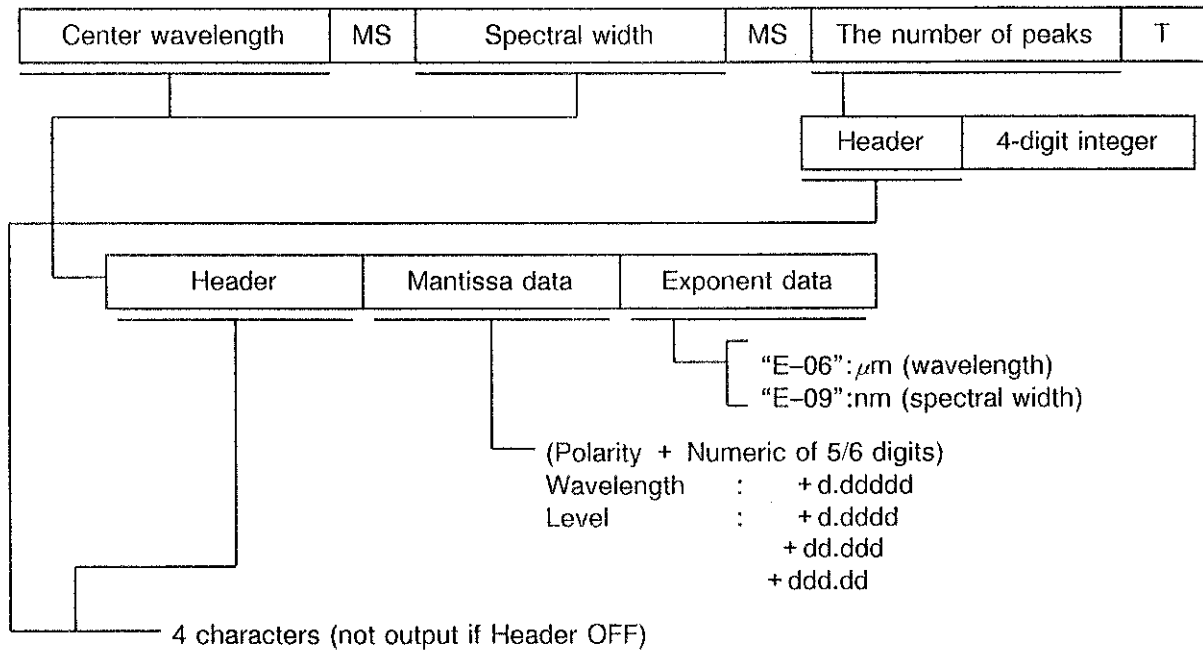 Center wavelength MS Spectral width MS The number of peaks T
Header 4-digit integer
Header Mantissa data Exponent data
“E–06”:μm (wavelength)
“E–09”:nm (spectral width)
(Polarity + Numeric of 5/6 digits)
Wavelength : +d.ddddd
Level : +d.dddd
+dd.ddd
+ddd.dd
4 characters (not output if Header OFF)